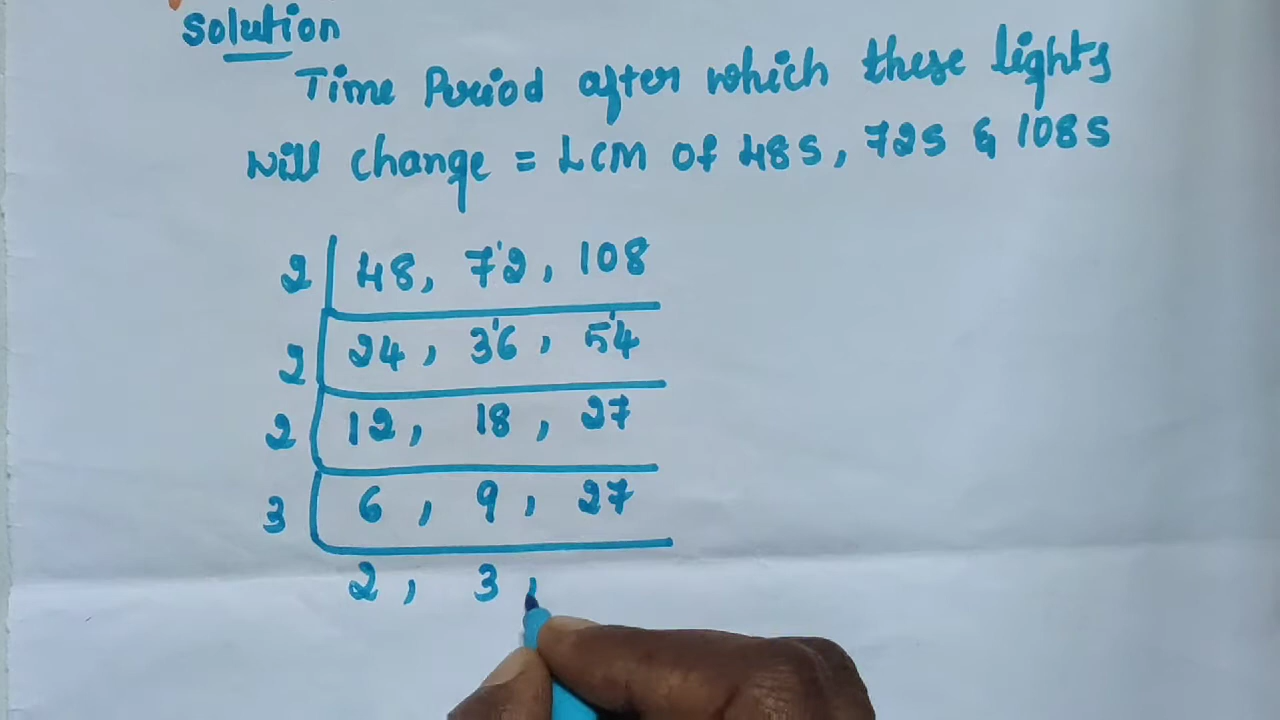 Solution
Time Period after which these lights
will change = LCM of 48s, 72s & 108s
2 | 48, 72, 108
2 | 24, 36, 54
2 | 12, 18, 27
3 | 6, 9, 27
2, 3,